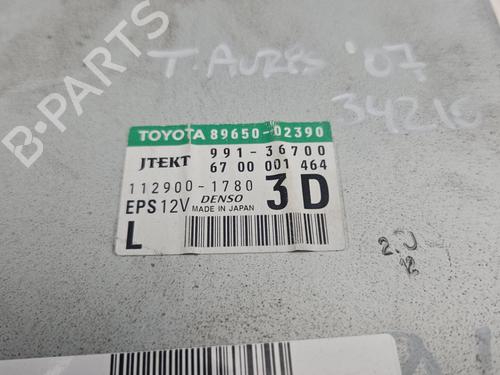 T. AURIS '07
34216
TOYOTA 89650-02390
JTEKT 991-36700
67 00 001 464
112900-1780 3D
EPS 12V DENSO
MADE IN JAPAN
L
B-PARTS